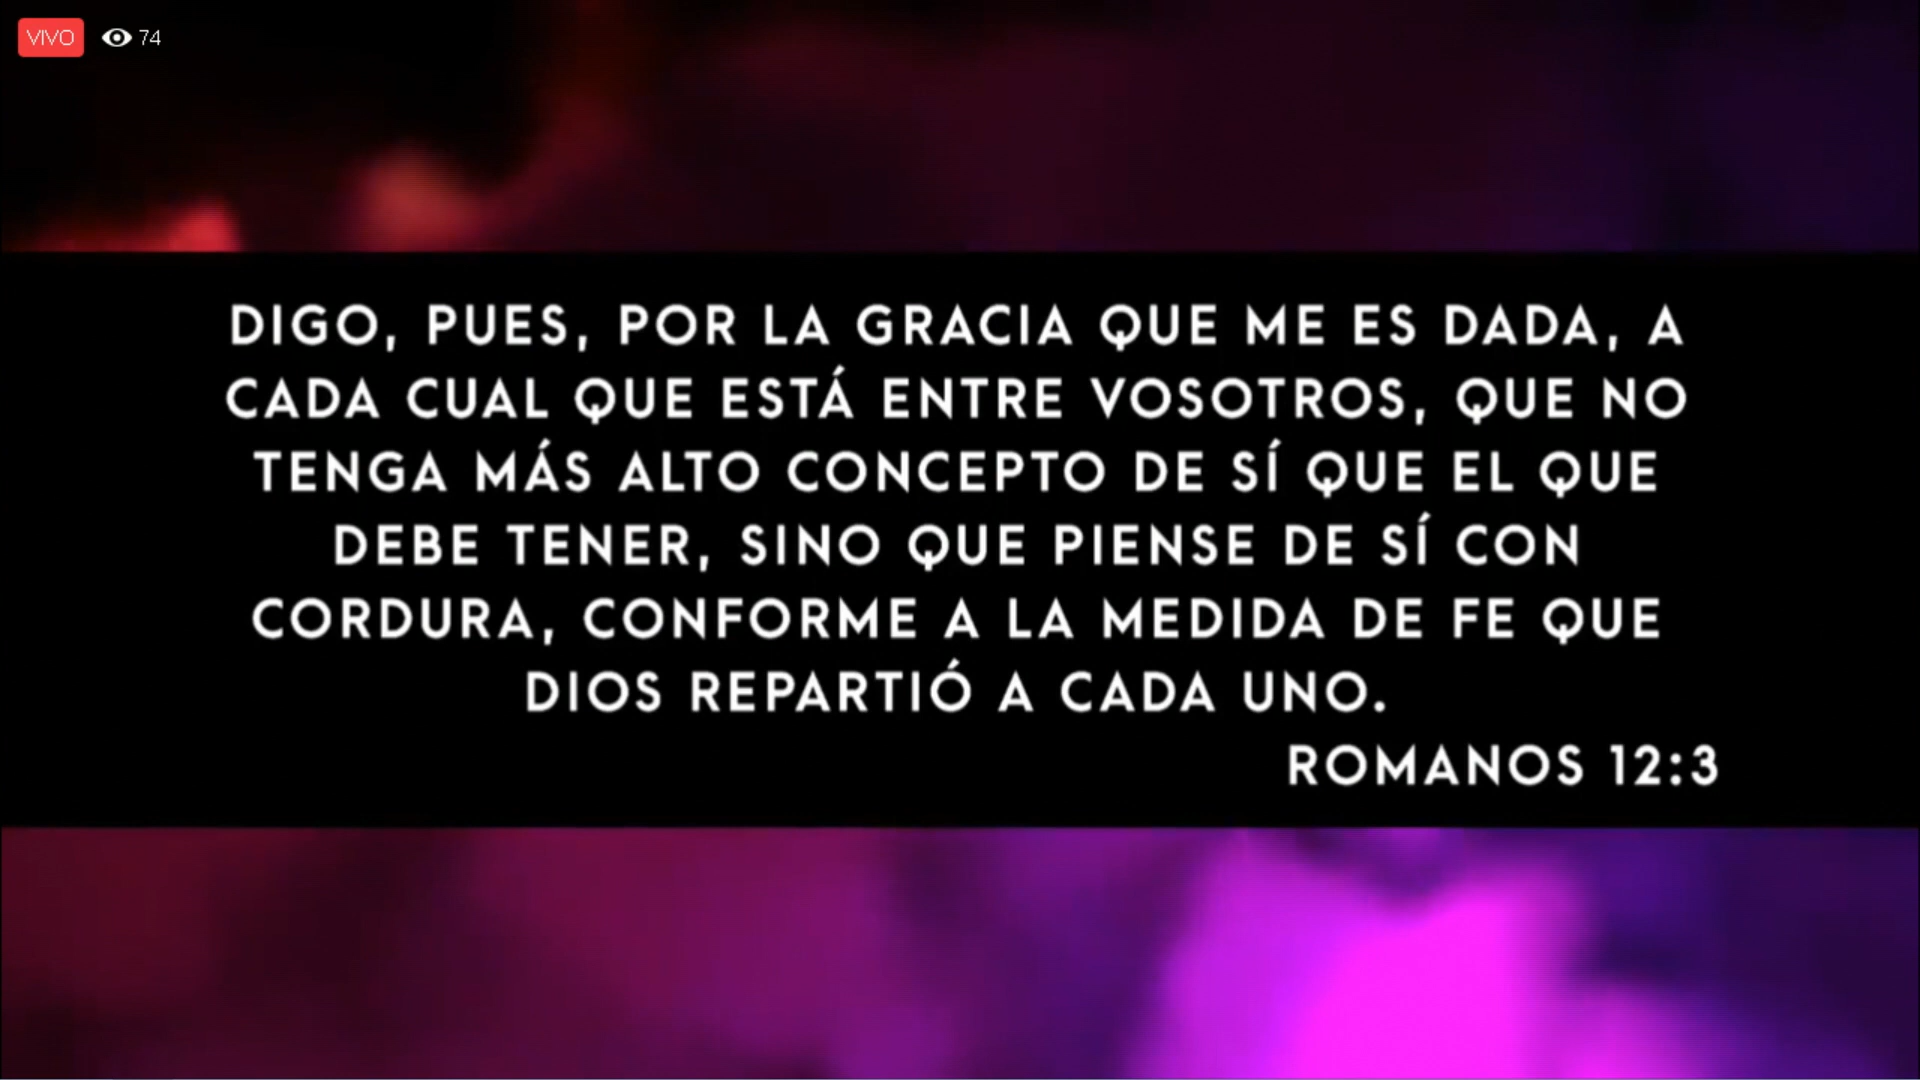 VIVO 74
DIGO, PUES, POR LA GRACIA QUE ME ES DADA, A
CADA CUAL QUE ESTÁ ENTRE VOSOTROS, QUE NO
TENGA MÁS ALTO CONCEPTO DE SÍ QUE EL QUE
DEBE TENER, SINO QUE PIENSE DE SÍ CON
CORDURA, CONFORME A LA MEDIDA DE FE QUE
DIOS REPARTIÓ A CADA UNO.
ROMANOS 12:3